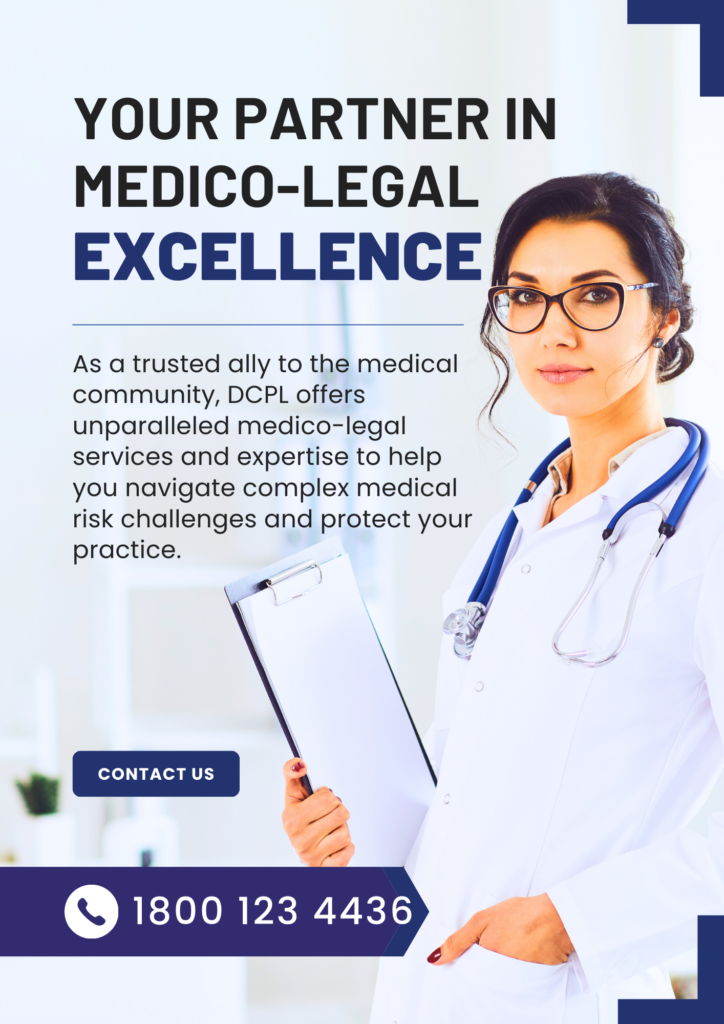 YOUR PARTNER IN
MEDICO-LEGAL
EXCELLENCE
As a trusted ally to the medical
community, DCPL offers
unparalleled medico-legal
services and expertise to help
you navigate complex medical
risk challenges and protect your
practice.
CONTACT US
1800 123 4436